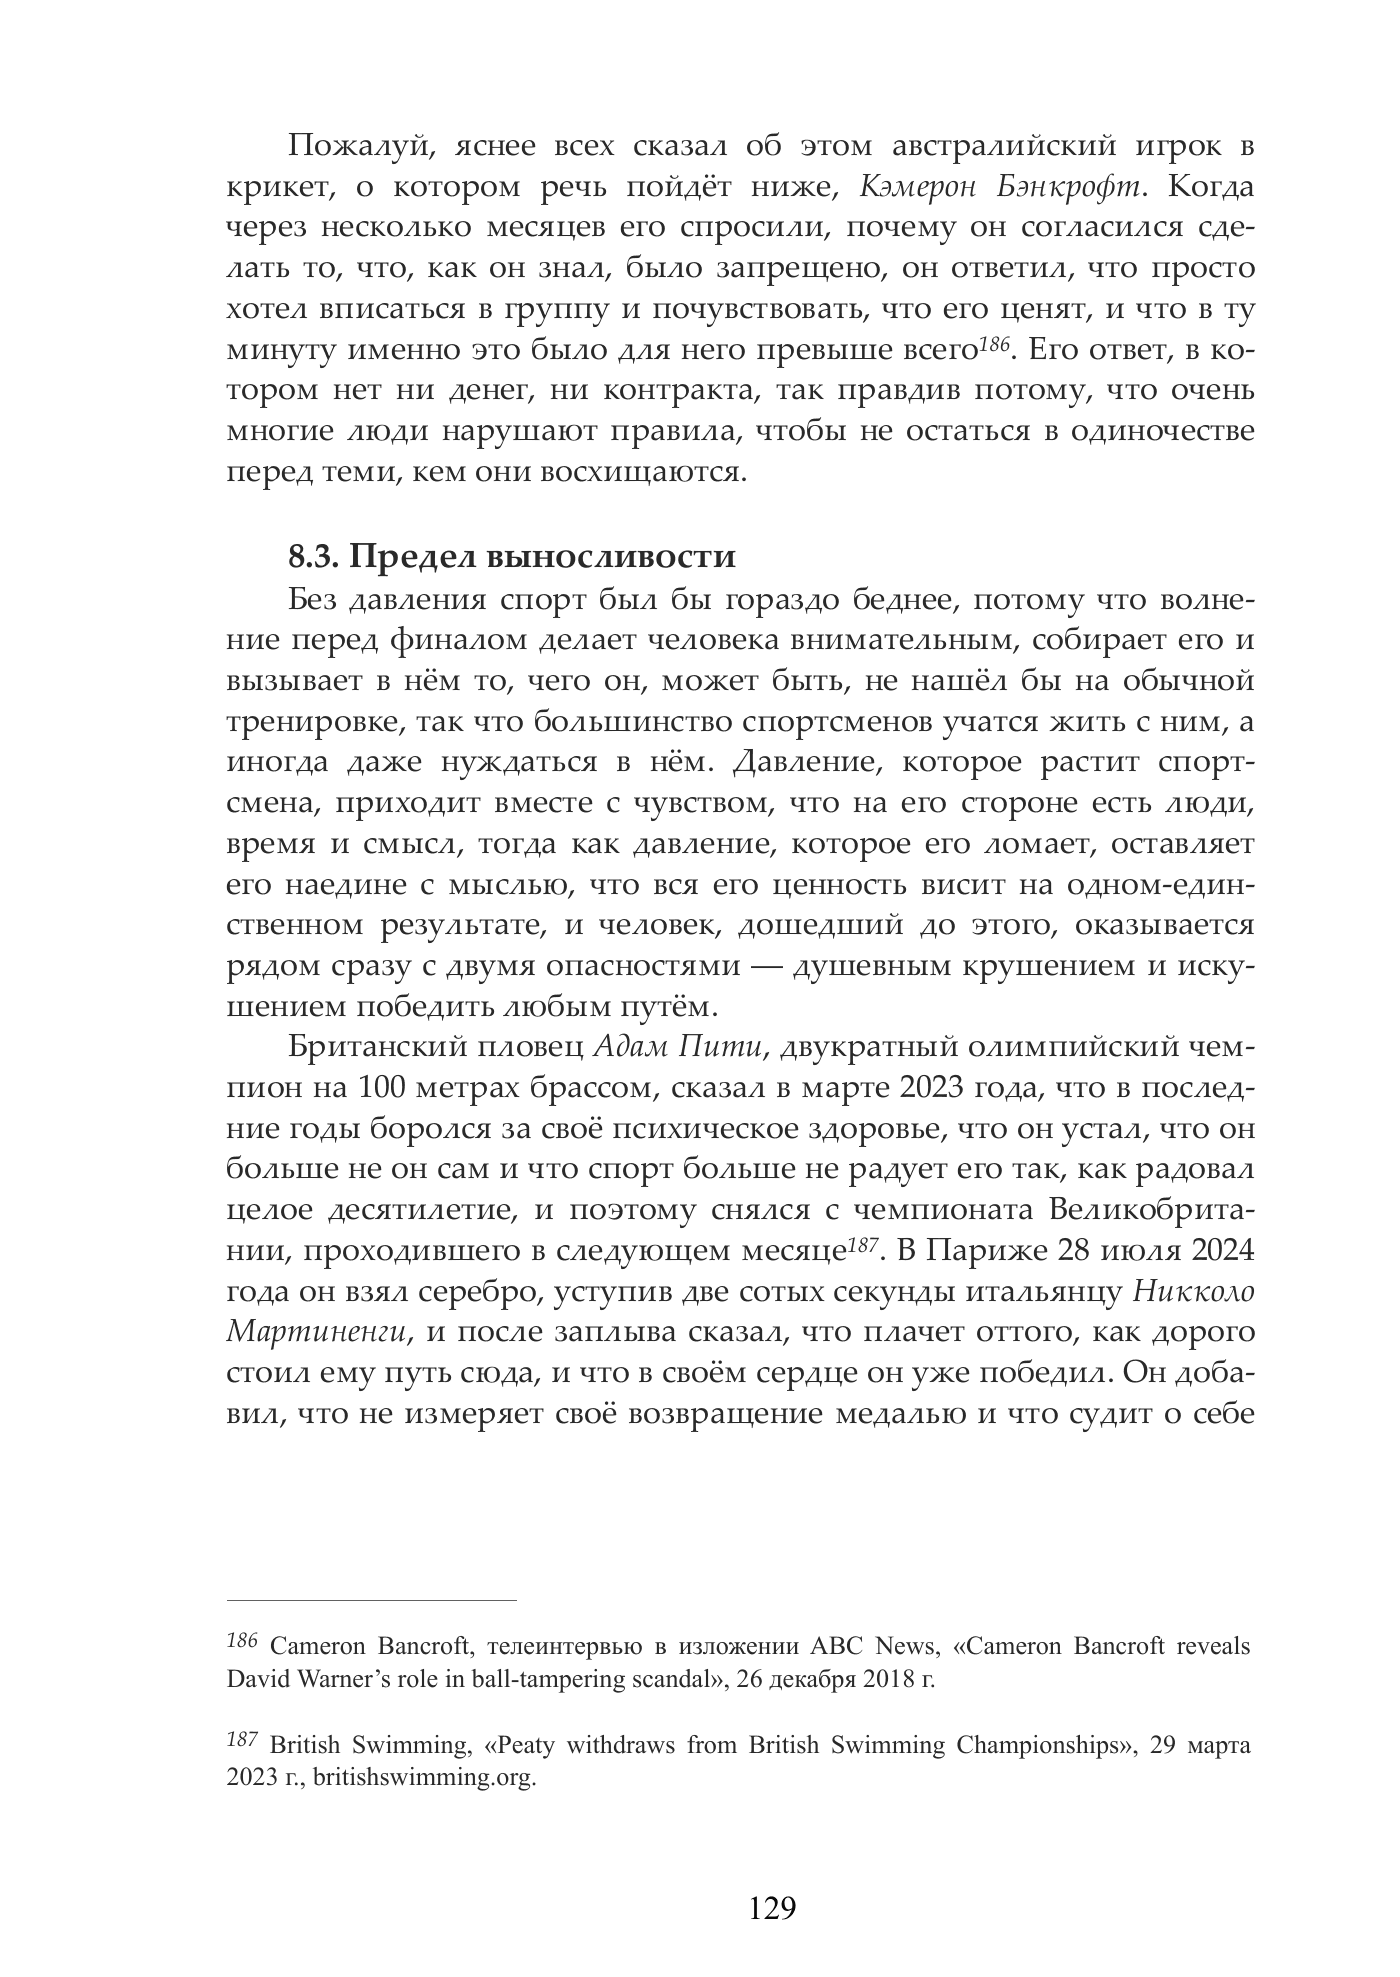 Пожалуй, яснее всех сказал об этом австралийский игрок в
крикет, о котором речь пойдёт ниже, Кэмерон Бэнкрофт. Когда
через несколько месяцев его спросили, почему он согласился сде-
лать то, что, как он знал, было запрещено, он ответил, что просто
хотел вписаться в группу и почувствовать, что его ценят, и что в ту
минуту именно это было для него превыше всего186. Его ответ, в ко-
тором нет ни денег, ни контракта, так правдив потому, что очень
многие люди нарушают правила, чтобы не остаться в одиночестве
перед теми, кем они восхищаются.
8.3. Предел выносливости
Без давления спорт был бы гораздо беднее, потому что волне-
ние перед финалом делает человека внимательным, собирает его и
вызывает в нём то, чего он, может быть, не нашёл бы на обычной
тренировке, так что большинство спортсменов учатся жить с ним, а
иногда даже нуждаться в нём. Давление, которое растит спорт-
смена, приходит вместе с чувством, что на его стороне есть люди,
время и смысл, тогда как давление, которое его ломает, оставляет
его наедине с мыслью, что вся его ценность висит на одном-един-
ственном результате, и человек, дошедший до этого, оказывается
рядом сразу с двумя опасностями — душевным крушением и иску-
шением победить любым путём.
Британский пловец Адам Пити, двукратный олимпийский чем-
пион на 100 метрах брассом, сказал в марте 2023 года, что в послед-
ние годы боролся за своё психическое здоровье, что он устал, что он
больше не он сам и что спорт больше не радует его так, как радовал
целое десятилетие, и поэтому снялся с чемпионата Великобрита-
нии, проходившего в следующем месяце187. В Париже 28 июля 2024
года он взял серебро, уступив две сотых секунды итальянцу Никколо
Мартиненги, и после заплыва сказал, что плачет оттого, как дорого
стоил ему путь сюда, и что в своём сердце он уже победил. Он доба-
вил, что не измеряет своё возвращение медалью и что судит о себе
186 Cameron Bancroft, телеинтервью в изложении ABC News, «Cameron Bancroft reveals
David Warner’s role in ball-tampering scandal», 26 декабря 2018 г.
187 British Swimming, «Peaty withdraws from British Swimming Championships», 29 марта
2023 г., britishswimming.org.
129